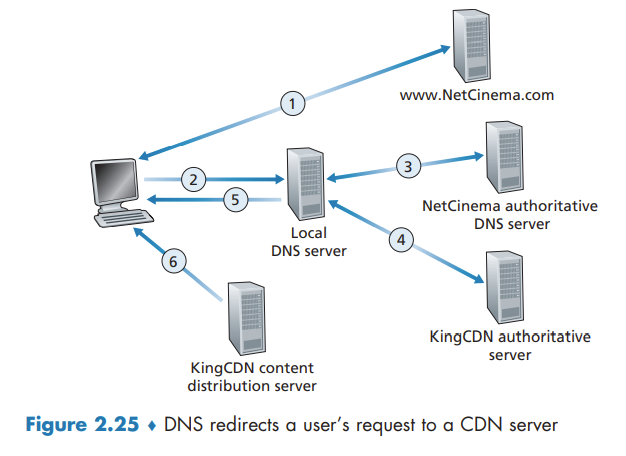 1
www.NetCinema.com
2
3
5
NetCinema authoritative
DNS server
Local
DNS server
4
6
KingCDN authoritative
server
KingCDN content
distribution server
Figure 2.25 ♦ DNS redirects a user’s request to a CDN server